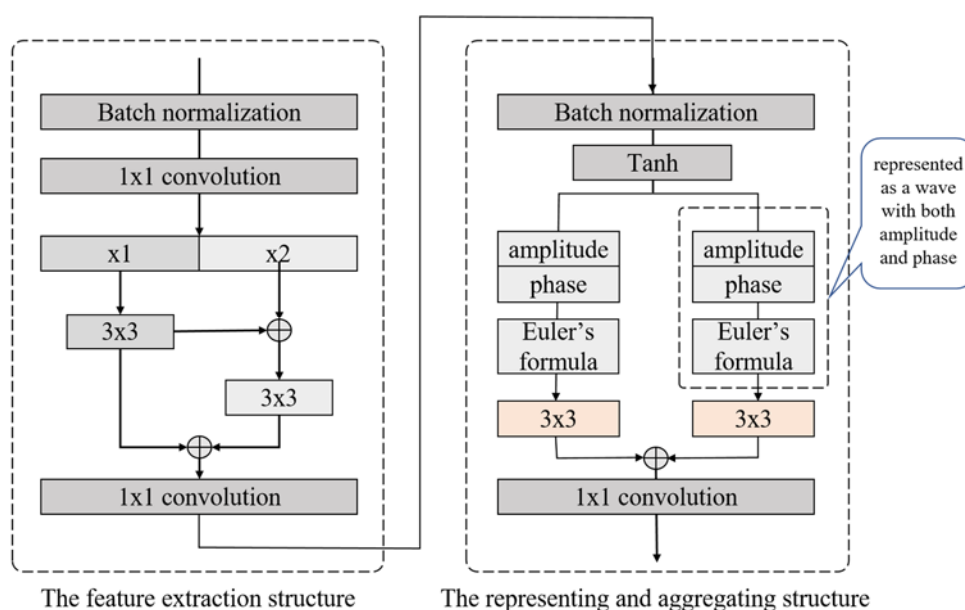 Batch normalization
1x1 convolution
x1
x2
3x3
3x3
1x1 convolution
The feature extraction structure
Batch normalization
Tanh
amplitude
phase
Euler's
formula
3x3
amplitude
phase
Euler's
formula
3x3
1x1 convolution
represented
as a wave
with both
amplitude
and phase
The representing and aggregating structure